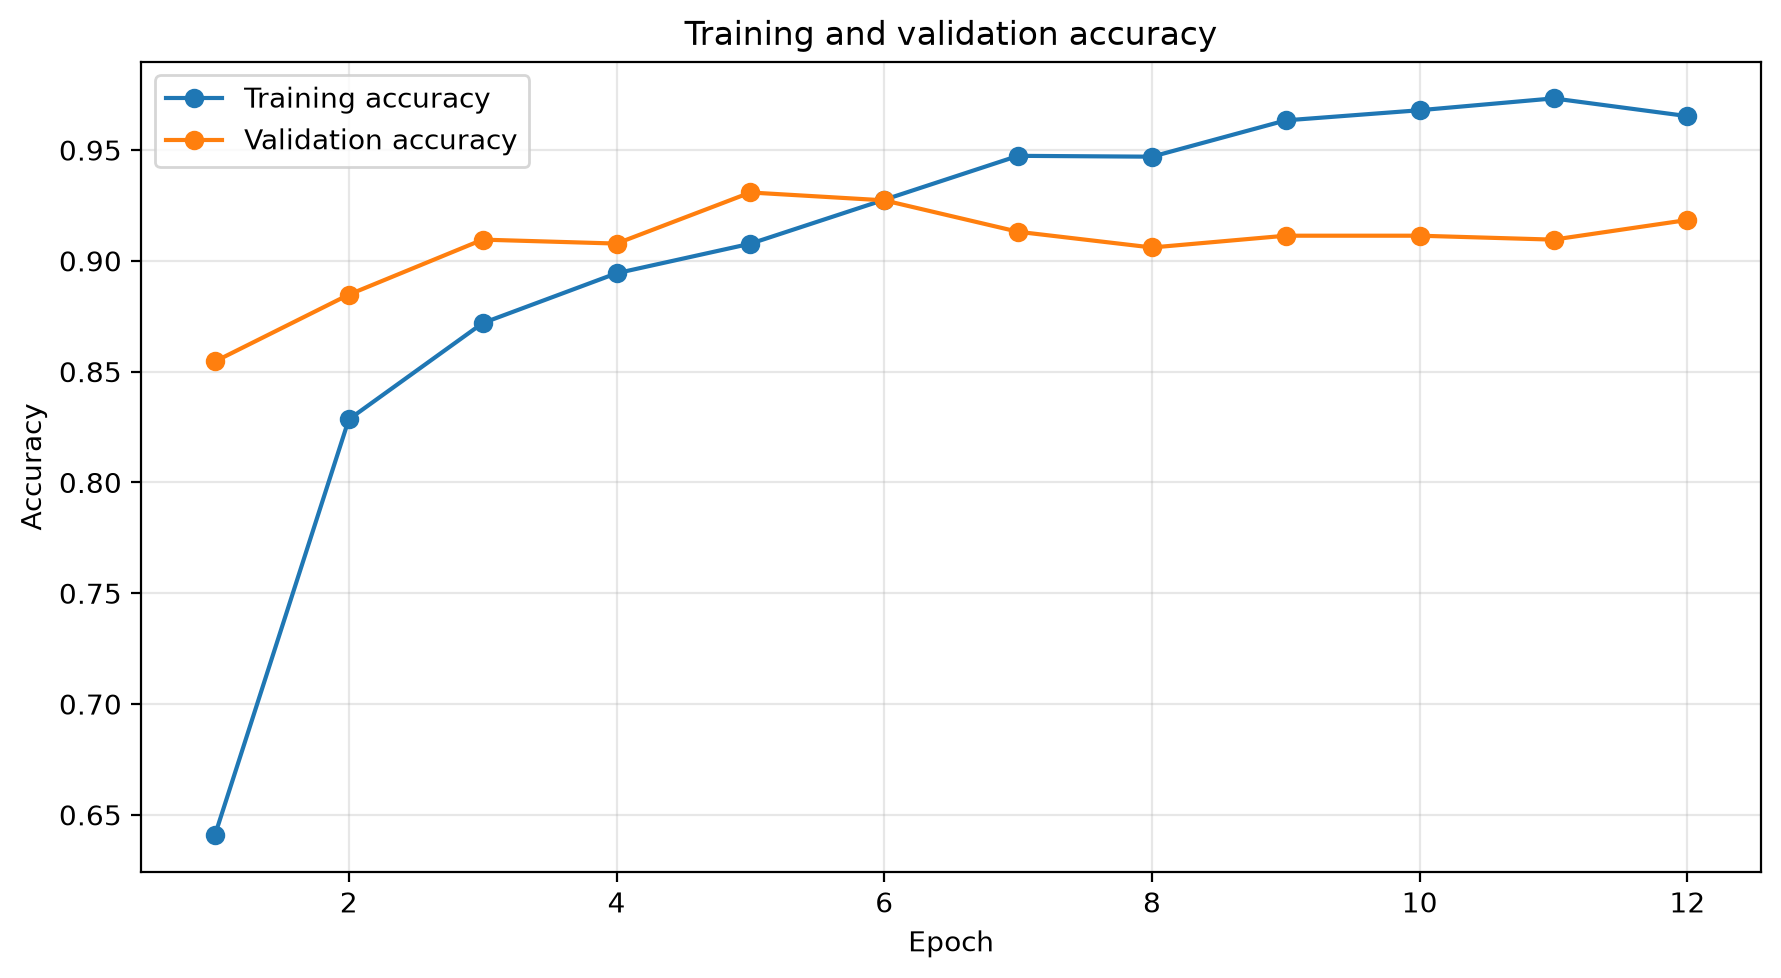 Training and validation accuracy
Training accuracy
Validation accuracy
0.95
0.90
0.85
0.80
0.75
0.70
0.65
Accuracy
2 4 6 8 10 12
Epoch